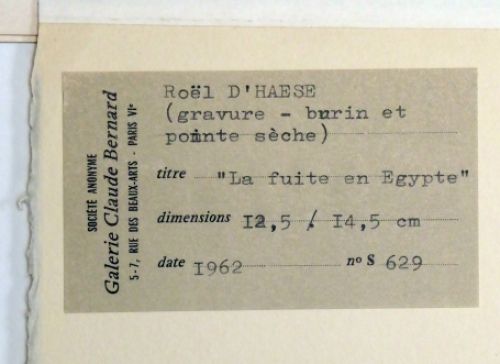 SOCIÉTÉ ANONYME
Galerie Claude Bernard
5-7, RUE DES BEAUX-ARTS - PARIS VIe
Roël D'HAESE
(gravure - burin et
pointe sèche)
titre "La fuite en Egypte"
dimensions I2,5 / I4,5 cm
date I962 nº S 629